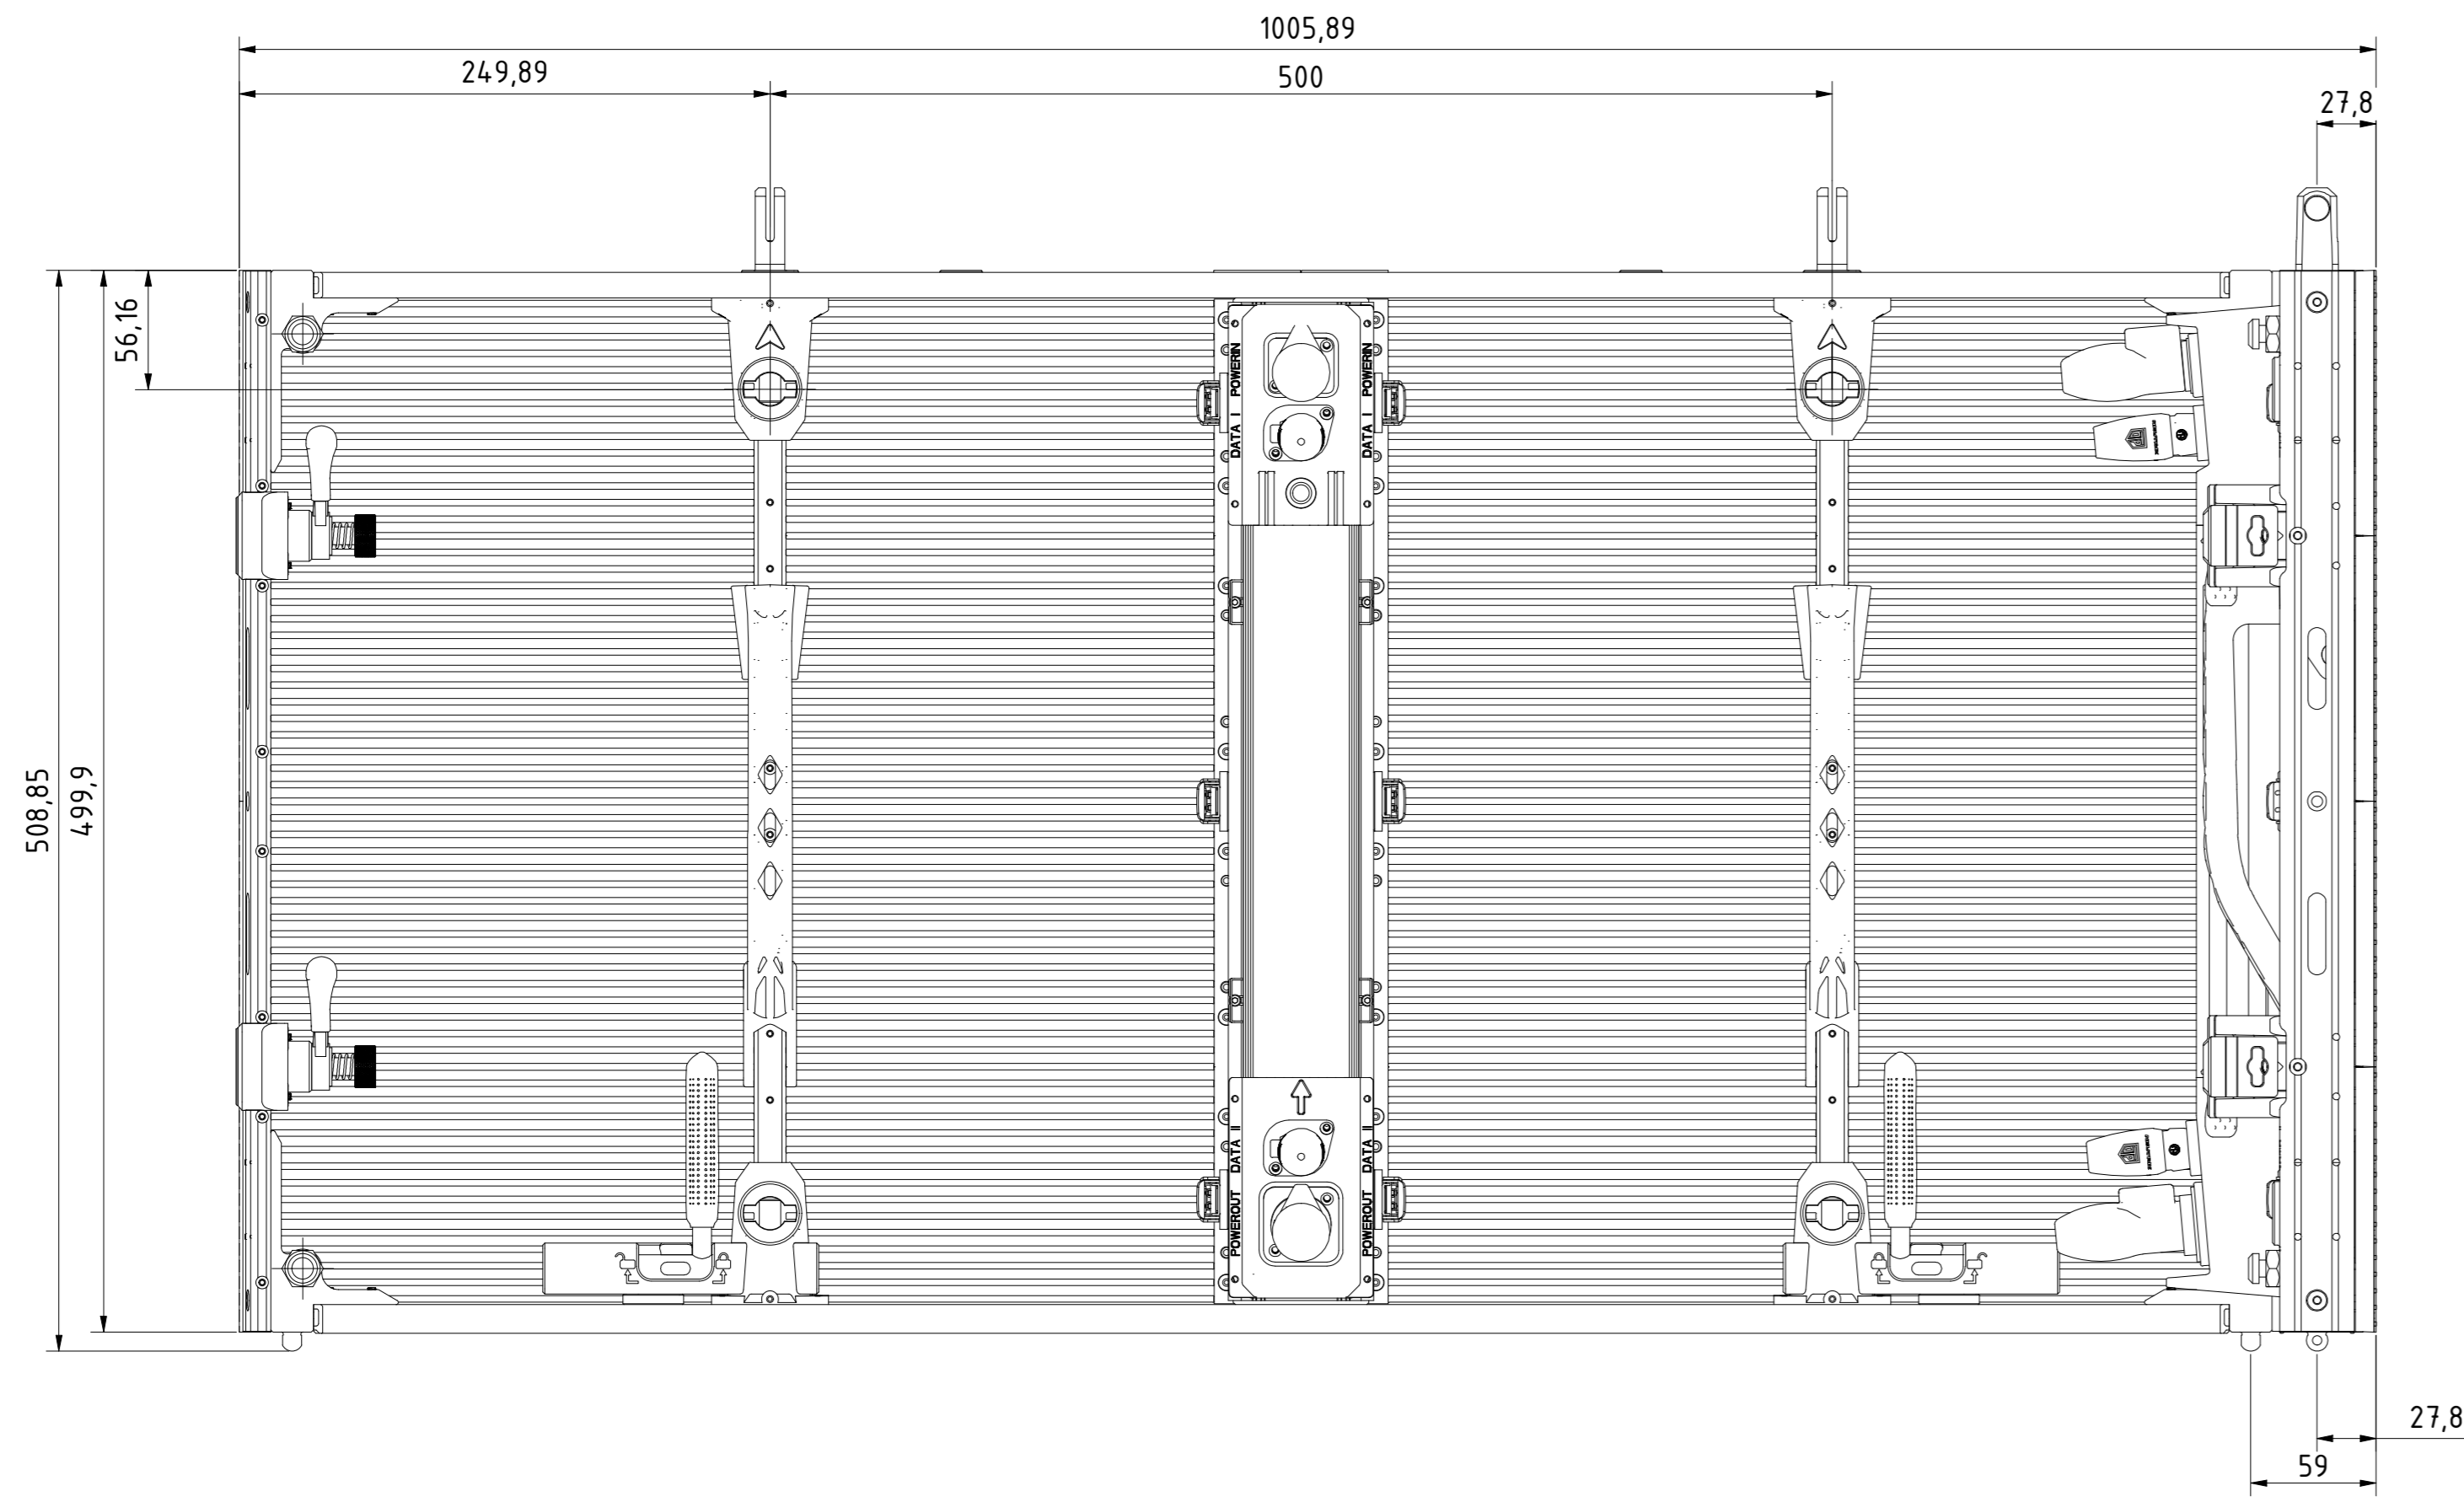 1005,89
249,89
500
27,8
56,16
508,85
499,9
POWERIN
POWERIN
DATA I
DATA I
DATA II
DATA II
POWEROUT
POWEROUT
27,8
59